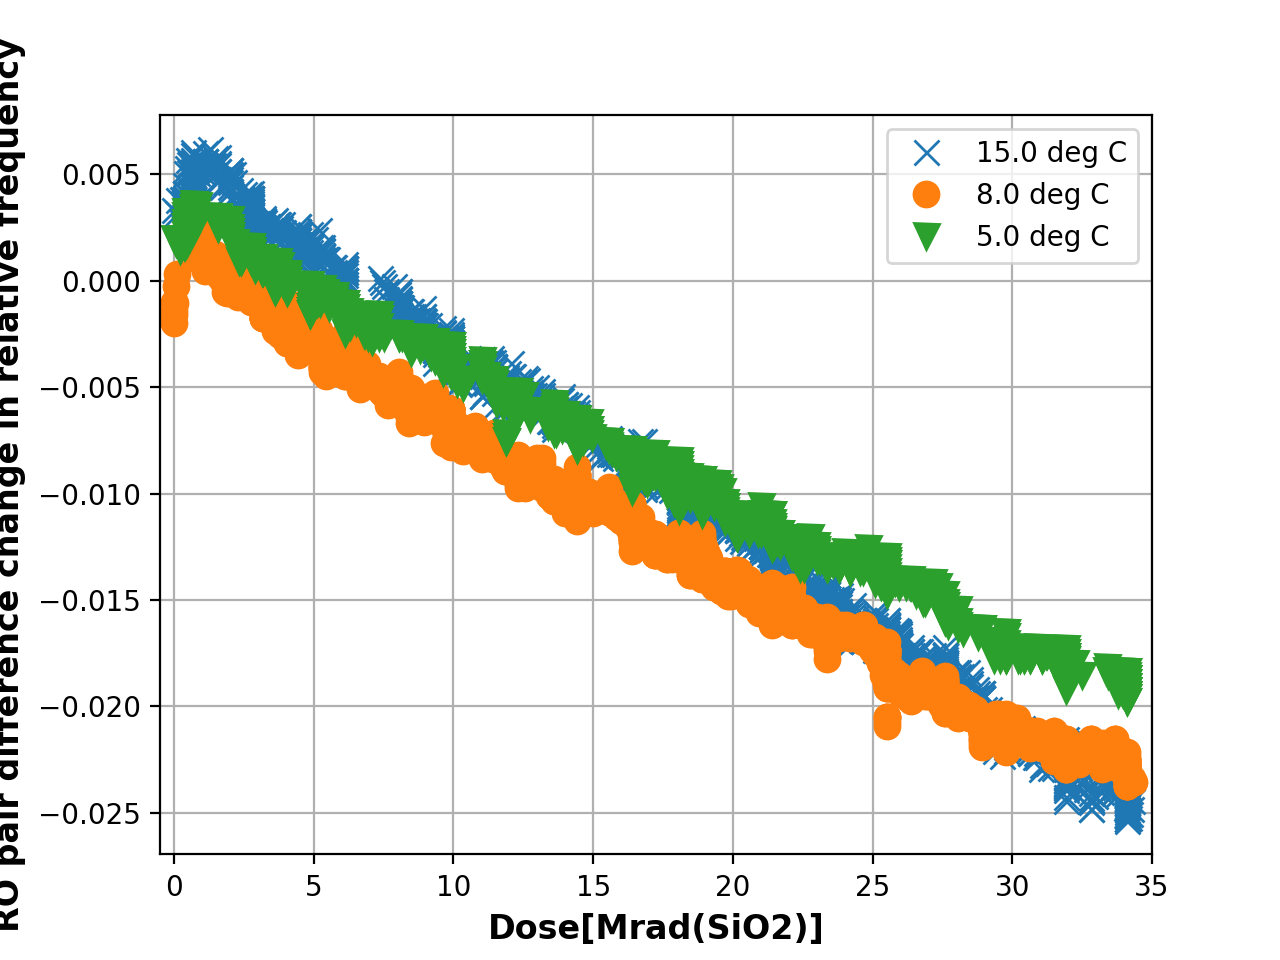 RO pair difference change in relative frequency
0.005
0.000
−0.005
−0.010
−0.015
−0.020
−0.025
15.0 deg C
8.0 deg C
5.0 deg C
0 5 10 15 20 25 30 35
Dose[Mrad(SiO2)]